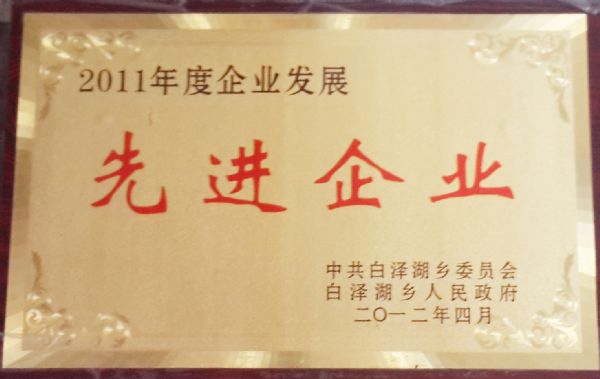 2011年度企业发展
先进企业
中共白泽湖乡委员会
白泽湖乡人民政府
二〇一二年四月